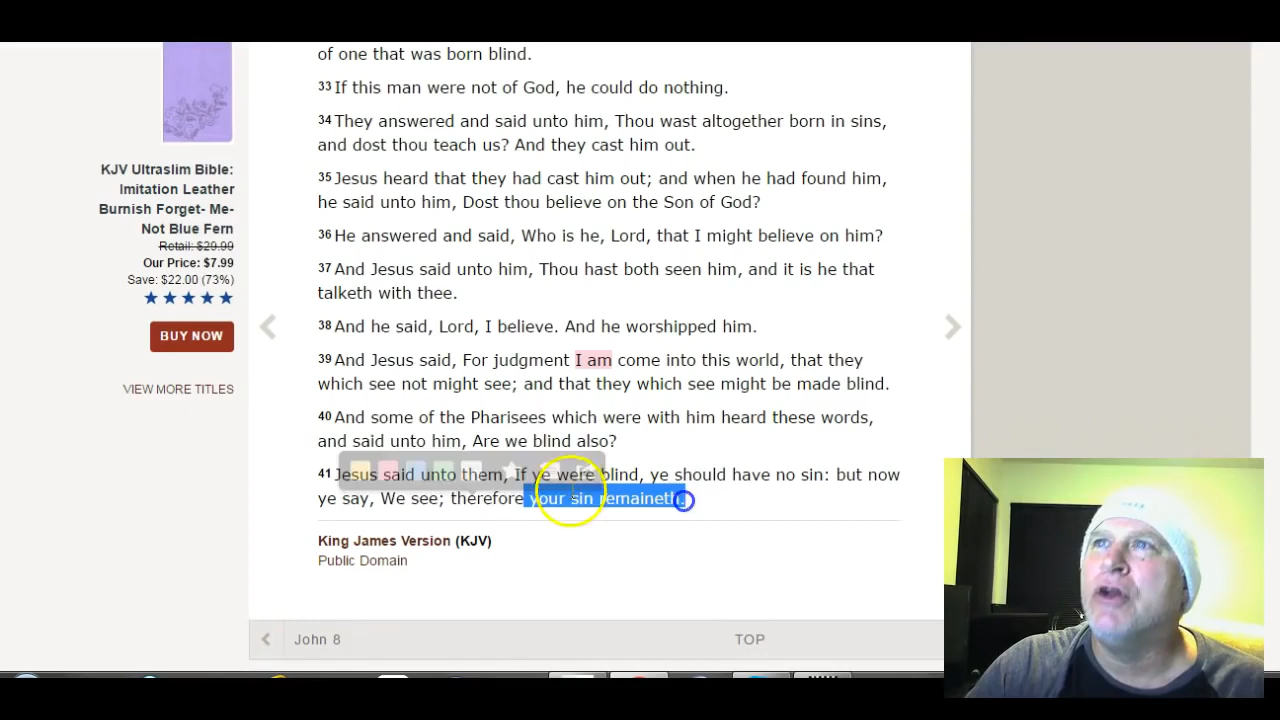 of one that was born blind.
33 If this man were not of God, he could do nothing.
34 They answered and said unto him, Thou wast altogether born in sins,
and dost thou teach us? And they cast him out.
35 Jesus heard that they had cast him out; and when he had found him,
he said unto him, Dost thou believe on the Son of God?
36 He answered and said, Who is he, Lord, that I might believe on him?
37 And Jesus said unto him, Thou hast both seen him, and it is he that
talketh with thee.
38 And he said, Lord, I believe. And he worshipped him.
39 And Jesus said, For judgment I am come into this world, that they
which see not might see; and that they which see might be made blind.
40 And some of the Pharisees which were with him heard these words,
and said unto him, Are we blind also?
41 Jesus said unto them, If ye were blind, ye should have no sin: but now
ye say, We see; therefore your sin remaineth.
King James Version (KJV)
Public Domain
John 8
TOP
KJV Ultraslim Bible:
Imitation Leather
Burnish Forget- Me-
Not Blue Fern
Retail: $29.99
Our Price: $7.99
Save: $22.00 (73%)
BUY NOW
VIEW MORE TITLES